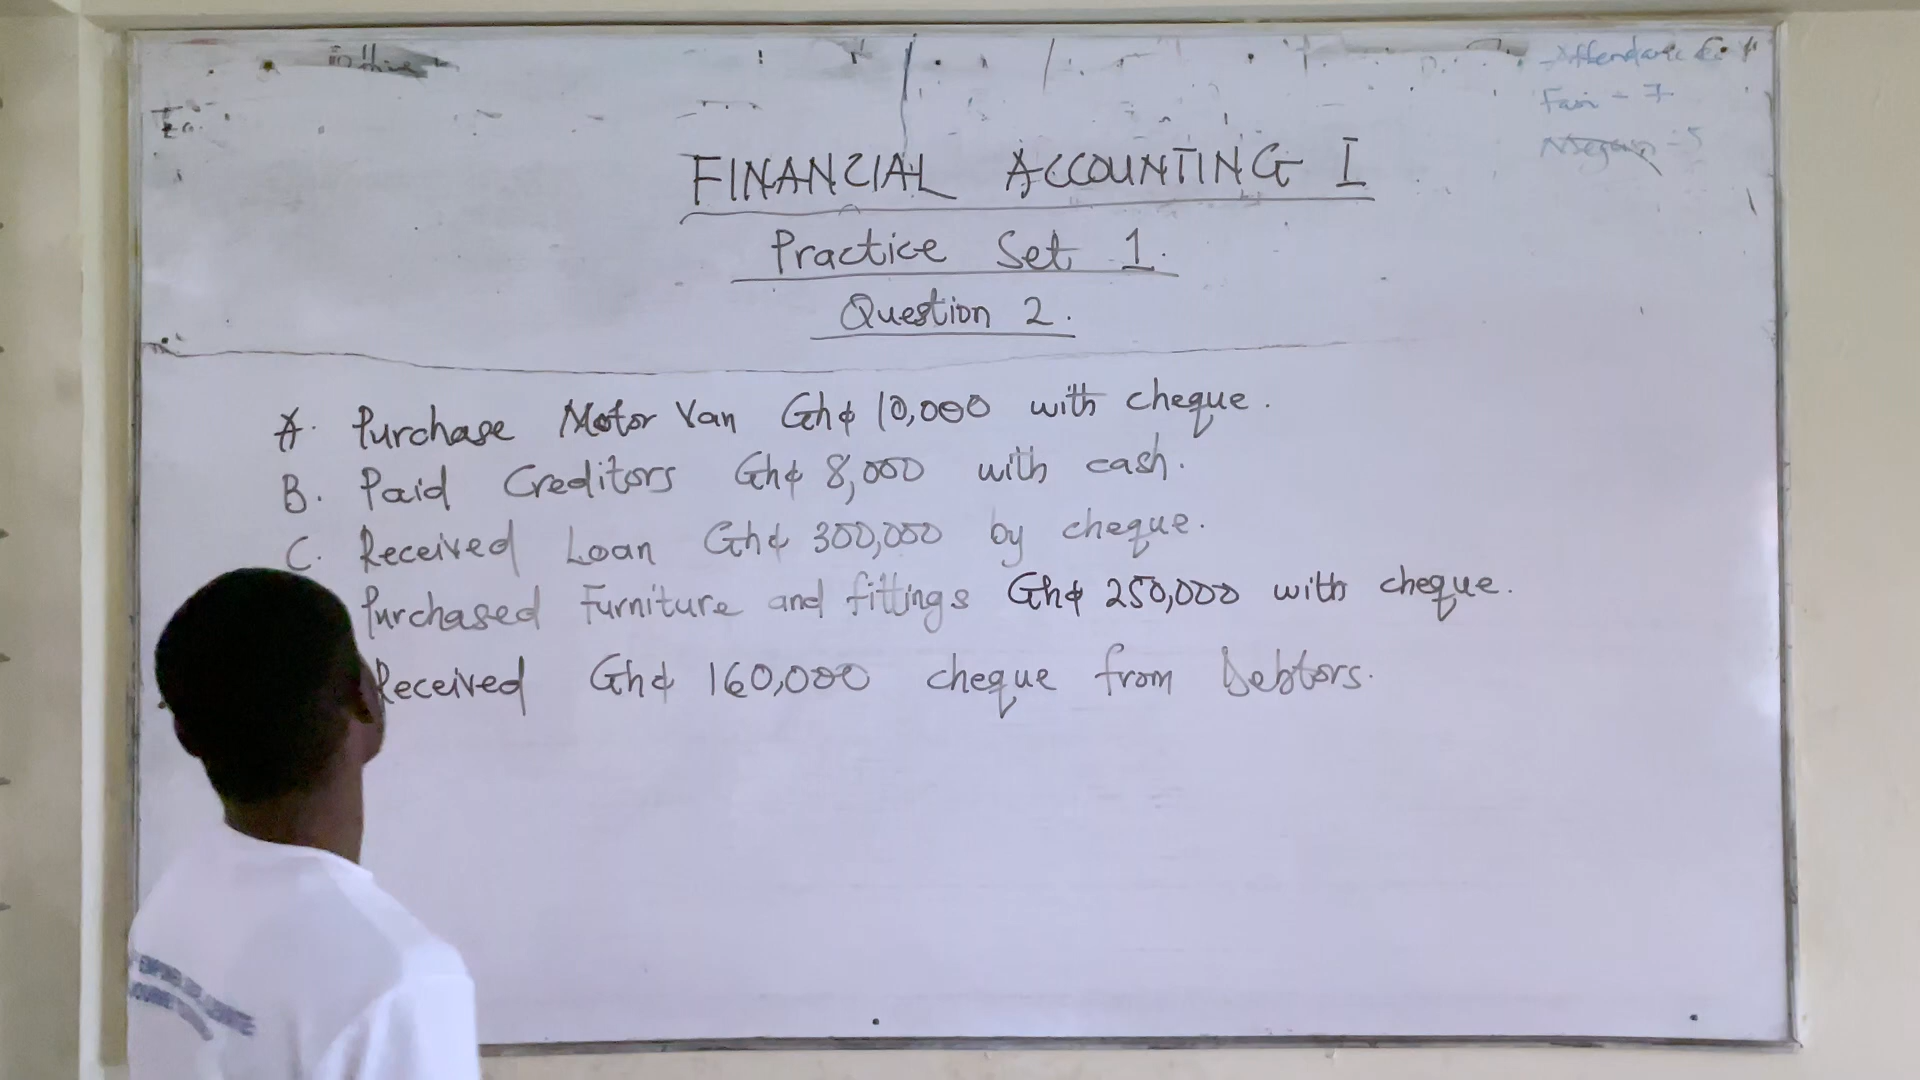 Attendance
Fair - 7
FINANCIAL ACCOUNTING I
Practice Set 1.
Question 2.
A. Purchase Motor Van Gh¢ 10,000 with cheque.
B. Paid Creditors Gh¢ 8,000 with cash.
C. Received Loan Gh¢ 300,000 by cheque.
Purchased Furniture and fittings Gh¢ 250,000 with cheque.
Received Gh¢ 160,000 cheque from Debtors.